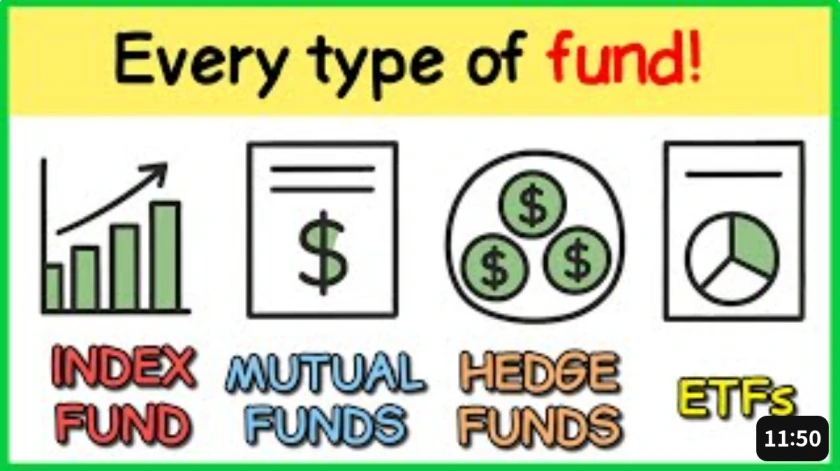 Every type of fund!
$
$
$
$
INDEX
FUND
MUTUAL
FUNDS
HEDGE
FUNDS
ETFs
11:50